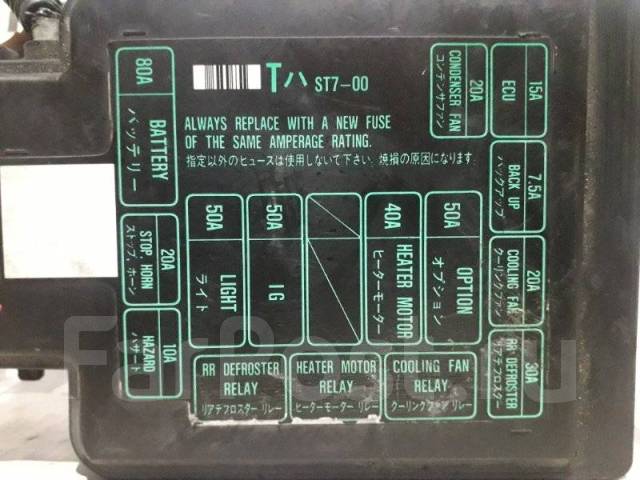 Tハ ST7-00
ALWAYS REPLACE WITH A NEW FUSE
OF THE SAME AMPERAGE RATING.
指定以外のヒューズは使用しないで下さい。焼損の原因になります。
80A
BATTERY
バッテリー
20A
STOP, HORN
ストップ、ホーン
10A
HAZARD
ハザード
50A
LIGHT
ライト
50A
IG
40A
HEATER MOTOR
ヒーターモーター
50A
OPTION
オプション
20A
CONDENSER FAN
コンデンサファン
15A
ECU
7.5A
BACK UP
バックアップ
20A
COOLING FAN
クーリングファン
30A
RR DEFROSTER
リアデフロスター
RR DEFROSTER
RELAY
リアデフロスター リレー
HEATER MOTOR
RELAY
ヒーターモーター リレー
COOLING FAN
RELAY
クーリングファン リレー